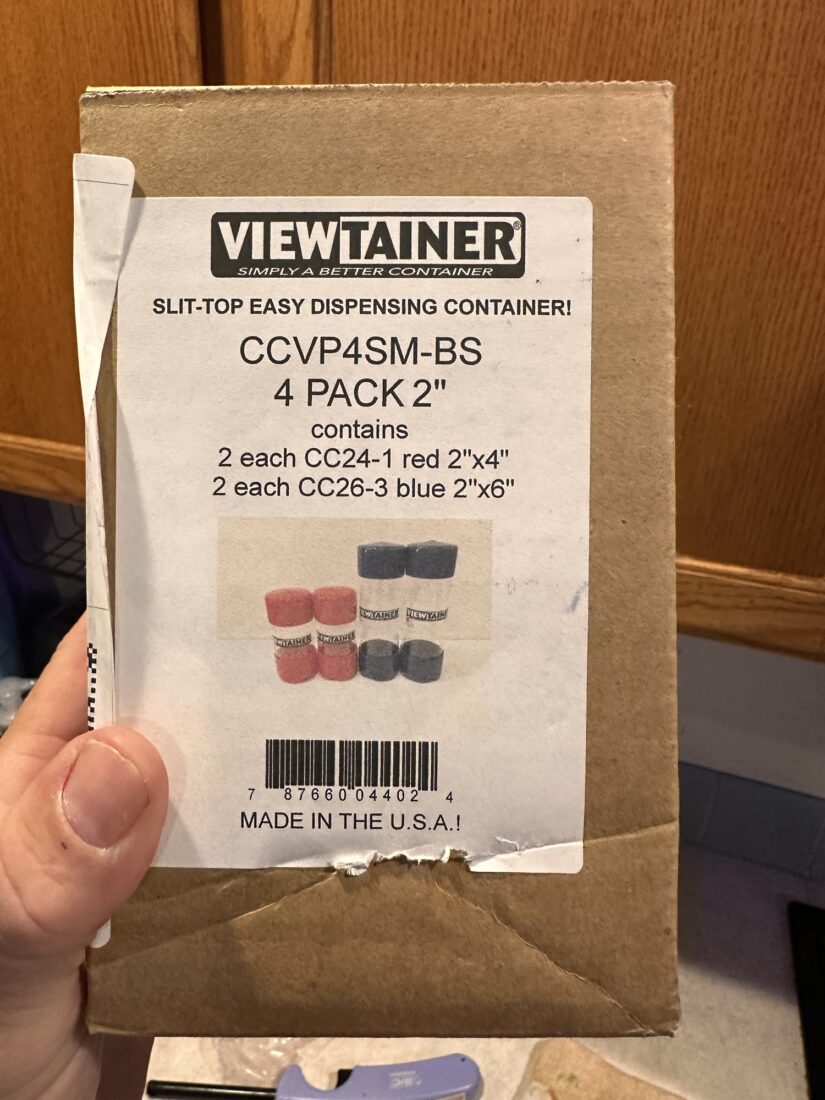 VIEWTAINER®
SIMPLY A BETTER CONTAINER
SLIT-TOP EASY DISPENSING CONTAINER!
CCVP4SM-BS
4 PACK 2"
contains
2 each CC24-1 red 2"x4"
2 each CC26-3 blue 2"x6"
VIEWTAINER VIEWTAINER
VIEWTAINER VIEWTAINER
7 87660 04402 4
MADE IN THE U.S.A.!
BIC